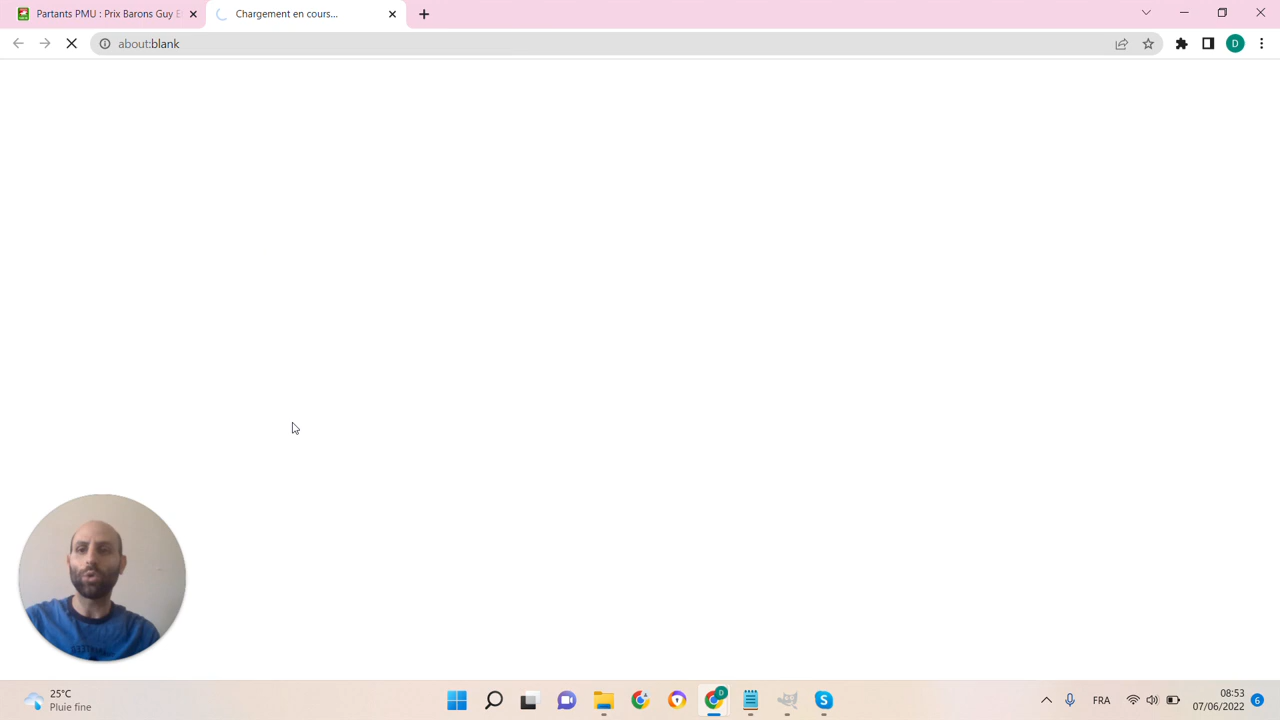 Partants PMU : Prix Barons Guy E
Chargement en cours...
about:blank
D
D
25°C
Pluie fine
FRA
08:53
07/06/2022
6